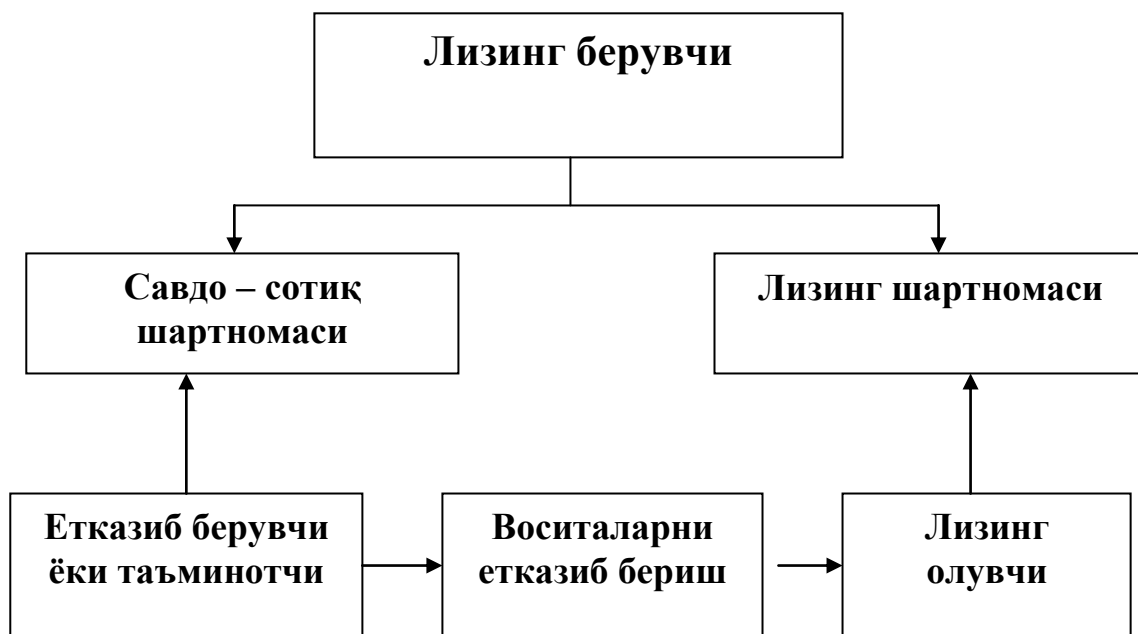 Лизинг берувчи
Савдо – сотиқ
шартномаси
Лизинг шартномаси
Етказиб берувчи
ёки таъминотчи
Воситаларни
етказиб бериш
Лизинг
олувчи